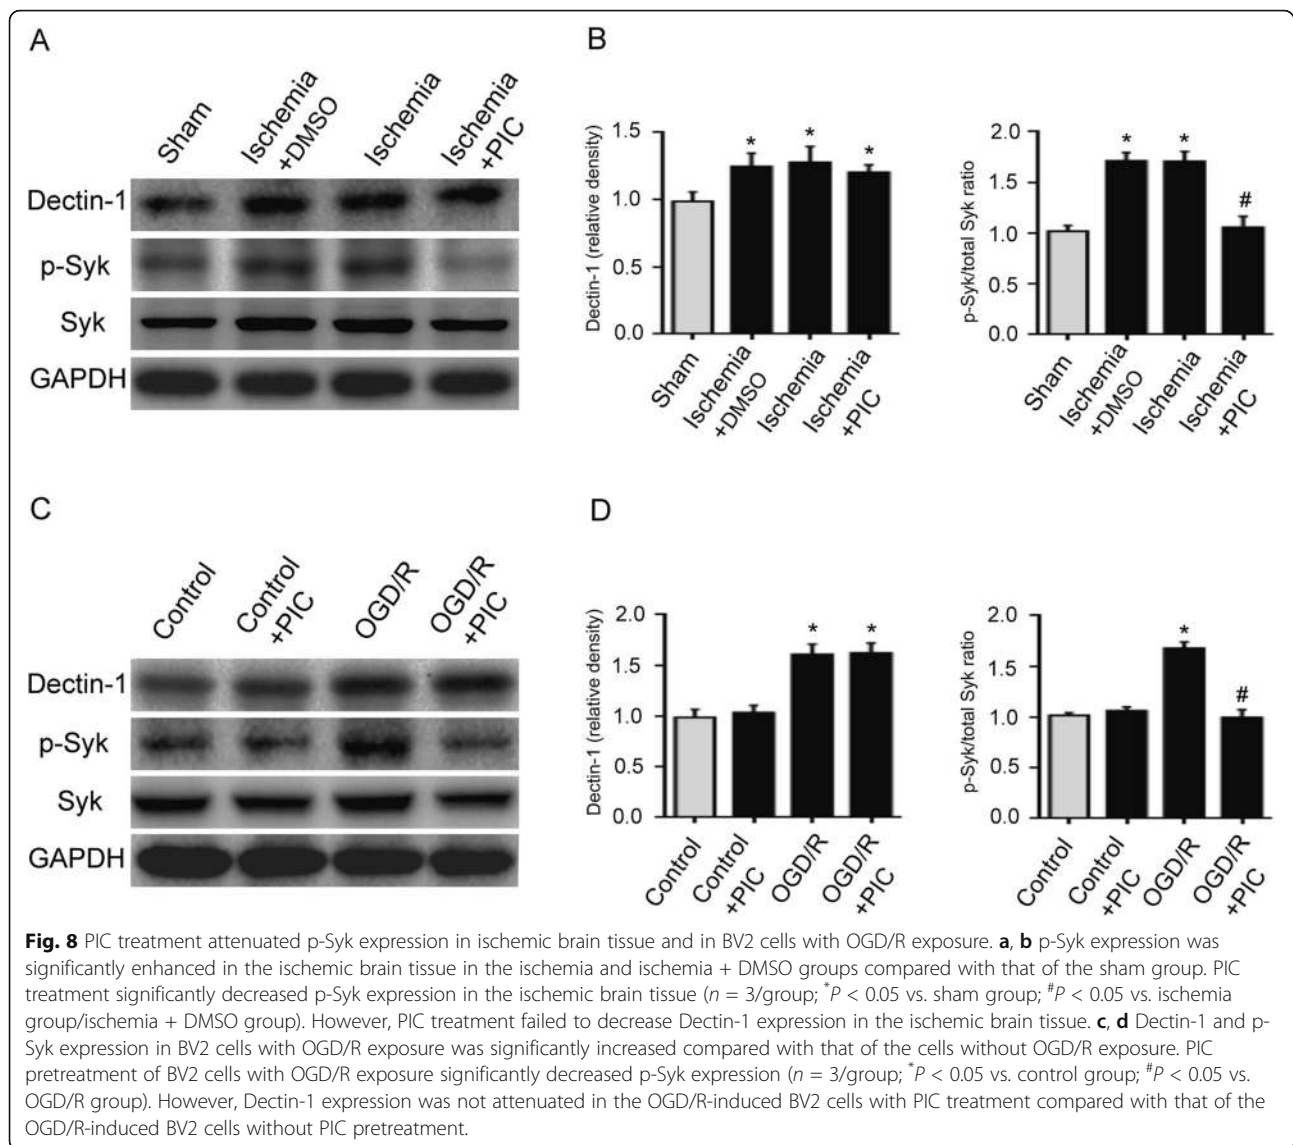 A
Sham
Ischemia
+DMSO
Ischemia
Ischemia
+PIC
Dectin-1
p-Syk
Syk
GAPDH
B
Dectin-1 (relative density)
1.5
1.0
0.5
0.0
*
*
*
Sham
Ischemia
+DMSO
Ischemia
Ischemia
+PIC
p-Syk/total Syk ratio
2.0
1.5
1.0
0.5
0.0
*
*
#
Sham
Ischemia
+DMSO
Ischemia
Ischemia
+PIC
C
Control
Control
+PIC
OGD/R
OGD/R
+PIC
Dectin-1
p-Syk
Syk
GAPDH
D
Dectin-1 (relative density)
2.0
1.5
1.0
0.5
0.0
*
*
Control
Control
+PIC
OGD/R
OGD/R
+PIC
p-Syk/total Syk ratio
2.0
1.5
1.0
0.5
0.0
*
#
Control
Control
+PIC
OGD/R
OGD/R
+PIC
Fig. 8 PIC treatment attenuated p-Syk expression in ischemic brain tissue and in BV2 cells with OGD/R exposure. a, b p-Syk expression was
significantly enhanced in the ischemic brain tissue in the ischemia and ischemia + DMSO groups compared with that of the sham group. PIC
treatment significantly decreased p-Syk expression in the ischemic brain tissue (n = 3/group; *P < 0.05 vs. sham group; #P < 0.05 vs. ischemia
group/ischemia + DMSO group). However, PIC treatment failed to decrease Dectin-1 expression in the ischemic brain tissue. c, d Dectin-1 and p-
Syk expression in BV2 cells with OGD/R exposure was significantly increased compared with that of the cells without OGD/R exposure. PIC
pretreatment of BV2 cells with OGD/R exposure significantly decreased p-Syk expression (n = 3/group; *P < 0.05 vs. control group; #P < 0.05 vs.
OGD/R group). However, Dectin-1 expression was not attenuated in the OGD/R-induced BV2 cells with PIC treatment compared with that of the
OGD/R-induced BV2 cells without PIC pretreatment.